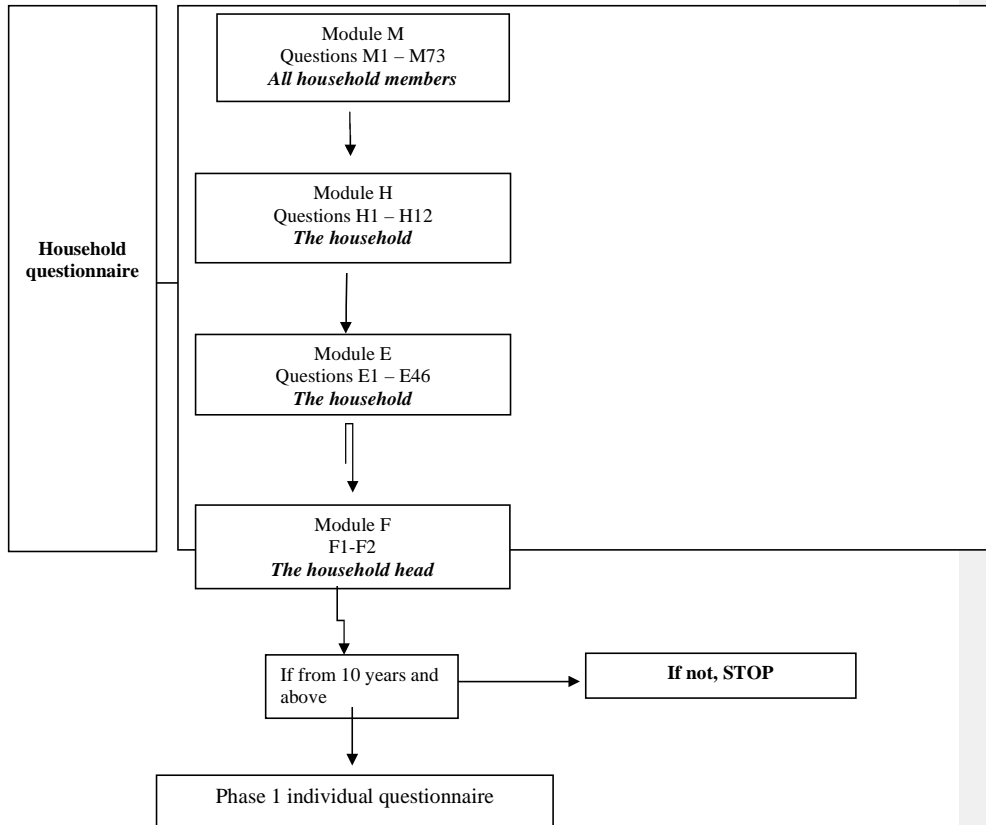 Module M
Questions M1 – M73
All household members
Module H
Questions H1 – H12
The household
Household
questionnaire
Module E
Questions E1 – E46
The household
Module F
F1-F2
The household head
If from 10 years and
above
If not, STOP
Phase 1 individual questionnaire